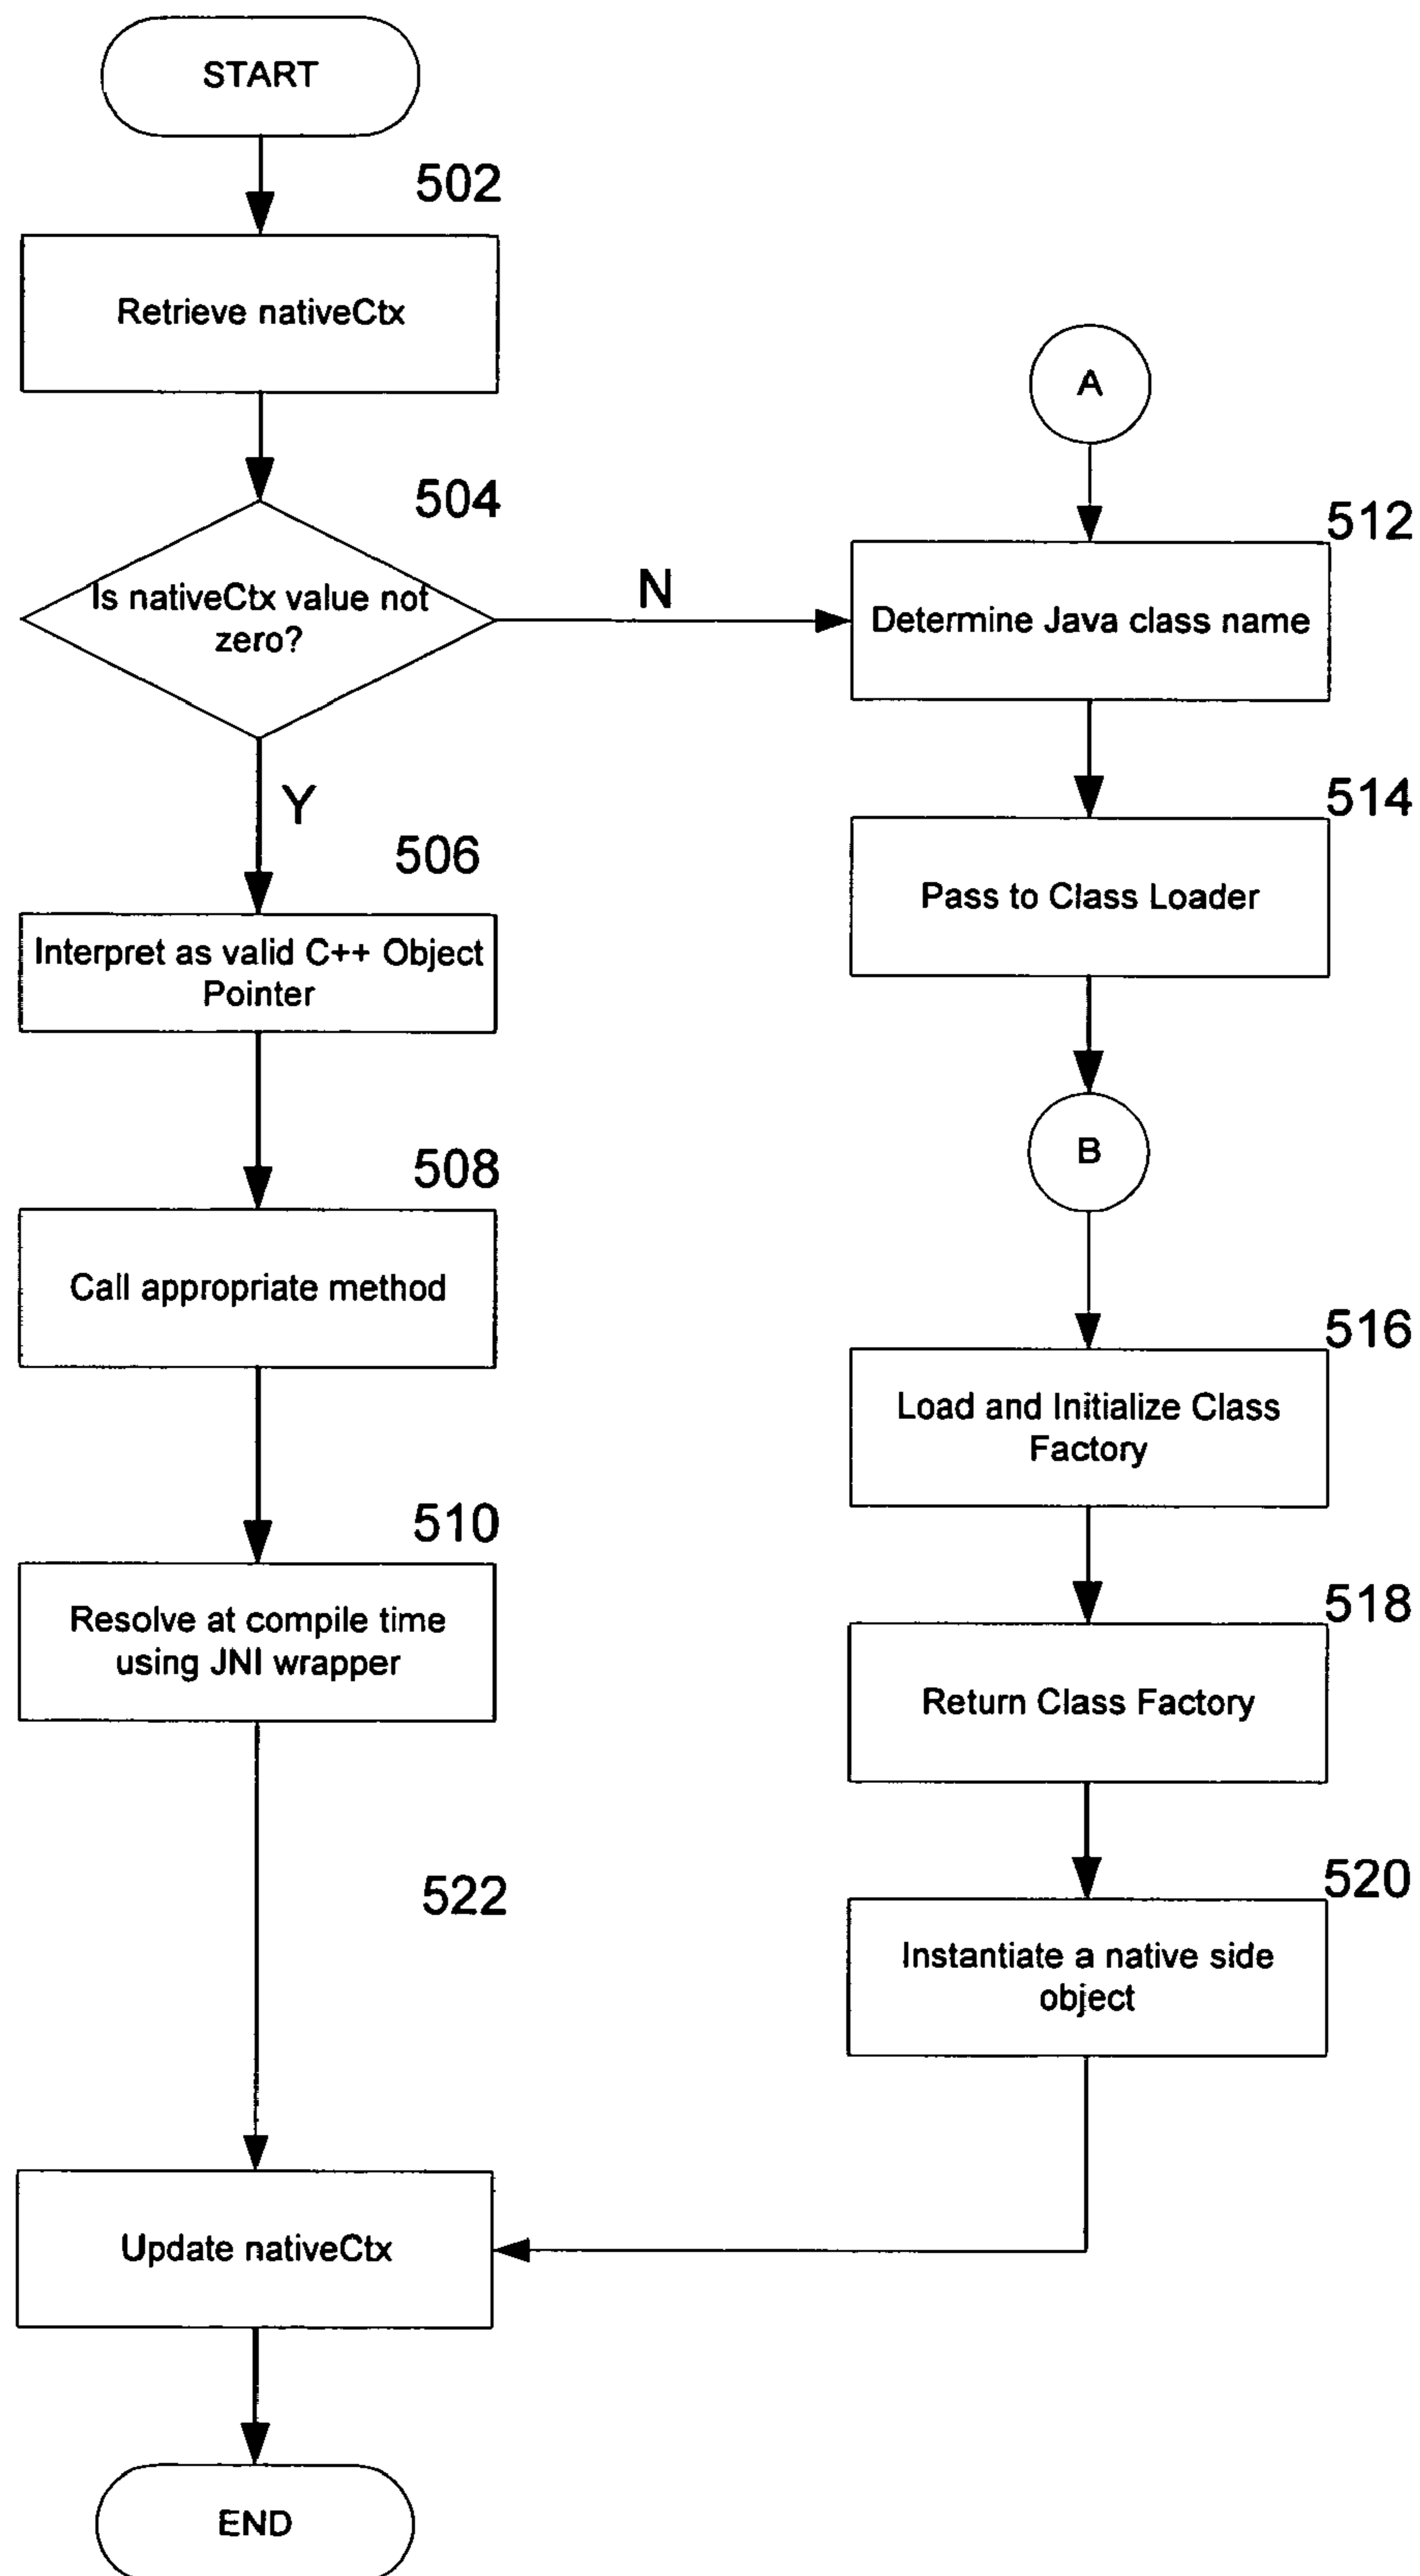 START
502
Retrieve nativeCtx
504
Is nativeCtx value not
zero?
N
Y
506
Interpret as valid C++ Object
Pointer
508
Call appropriate method
510
Resolve at compile time
using JNI wrapper
522
Update nativeCtx
END
A
512
Determine Java class name
514
Pass to Class Loader
B
516
Load and Initialize Class
Factory
518
Return Class Factory
520
Instantiate a native side
object